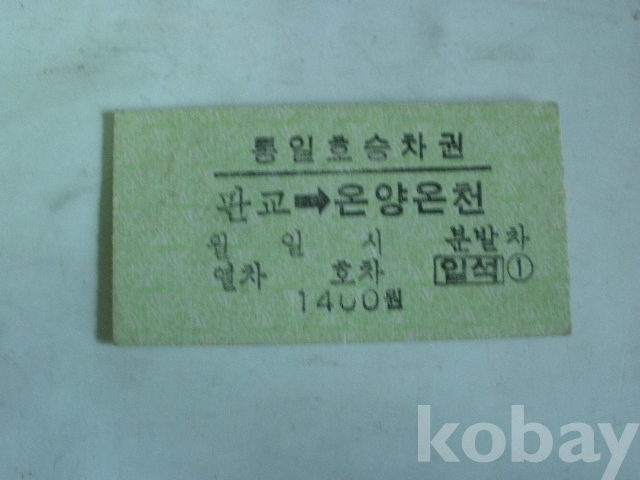 통일호승차권
판교➡온양온천
월 일 시 분발차
열차 호차 입석 ①
1400원
kobay